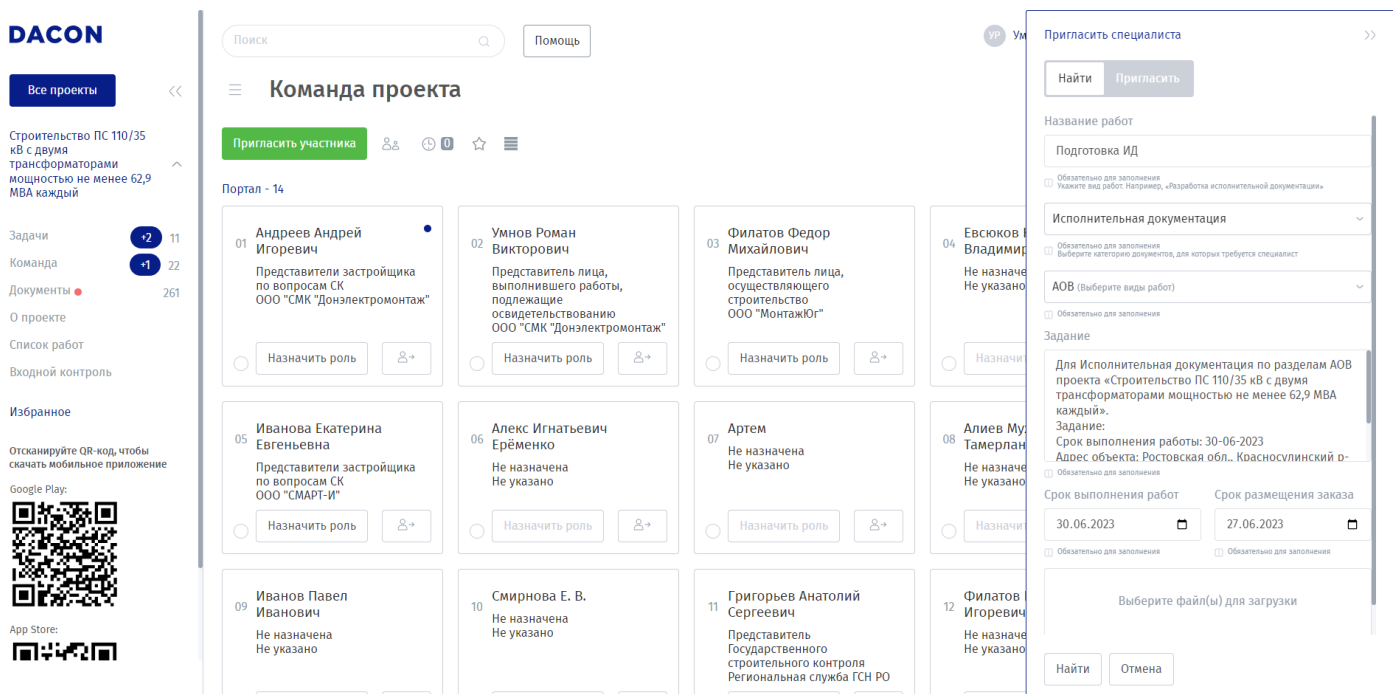 DACON
Все проекты
Строительство ПС 110/35
кВ с двумя
трансформаторами
мощностью не менее 62,9
МВА каждый
Задачи +2 11
Команда +1 22
Документы 261
О проекте
Список работ
Входной контроль
Избранное
Отсканируйте QR-код, чтобы
скачать мобильное приложение
Google Play:
App Store:
Поиск
Помощь
УР Ум
Команда проекта
Пригласить участника 0
Портал - 14
01 Андреев Андрей
Игоревич
Представители застройщика
по вопросам СК
ООО "СМК "Донэлектромонтаж"
Назначить роль
02 Умнов Роман
Викторович
Представитель лица,
выполнившего работы,
подлежащие
освидетельствованию
ООО "СМК "Донэлектромонтаж"
Назначить роль
03 Филатов Федор
Михайлович
Представитель лица,
осуществляющего
строительство
ООО "МонтажЮг"
Назначить роль
04 Евсюков
Владимир
Не назначе
Не указано
Назначит
05 Иванова Екатерина
Евгеньевна
Представители застройщика
по вопросам СК
ООО "СМАРТ-И"
Назначить роль
06 Алекс Игнатьевич
Ерёменко
Не назначена
Не указано
Назначить роль
07 Артем
Не назначена
Не указано
Назначить роль
08 Алиев Му
Тамерлан
Не назначе
Не указано
Назначит
09 Иванов Павел
Иванович
Не назначена
Не указано
10 Смирнова Е. В.
Не назначена
Не указано
11 Григорьев Анатолий
Сергеевич
Представитель
Государственного
строительного контроля
Региональная служба ГСН РО
12 Филатов
Игоревич
Не назначе
Не указано
Пригласить специалиста
Найти Пригласить
Название работ
Подготовка ИД
Обязательно для заполнения
Укажите вид работ. Например, «Разработка исполнительной документации»
Исполнительная документация
Обязательно для заполнения
Выберите категорию документов, для которых требуется специалист
АОВ (Выберите виды работ)
Обязательно для заполнения
Задание
Для Исполнительная документация по разделам АОВ
проекта «Строительство ПС 110/35 кВ с двумя
трансформаторами мощностью не менее 62,9 МВА
каждый».
Задание:
Срок выполнения работы: 30-06-2023
Адрес объекта: Ростовская обл., Красносулинский р-
Обязательно для заполнения
Срок выполнения работ Срок размещения заказа
30.06.2023 27.06.2023
Обязательно для заполнения Обязательно для заполнения
Выберите файл(ы) для загрузки
Найти Отмена